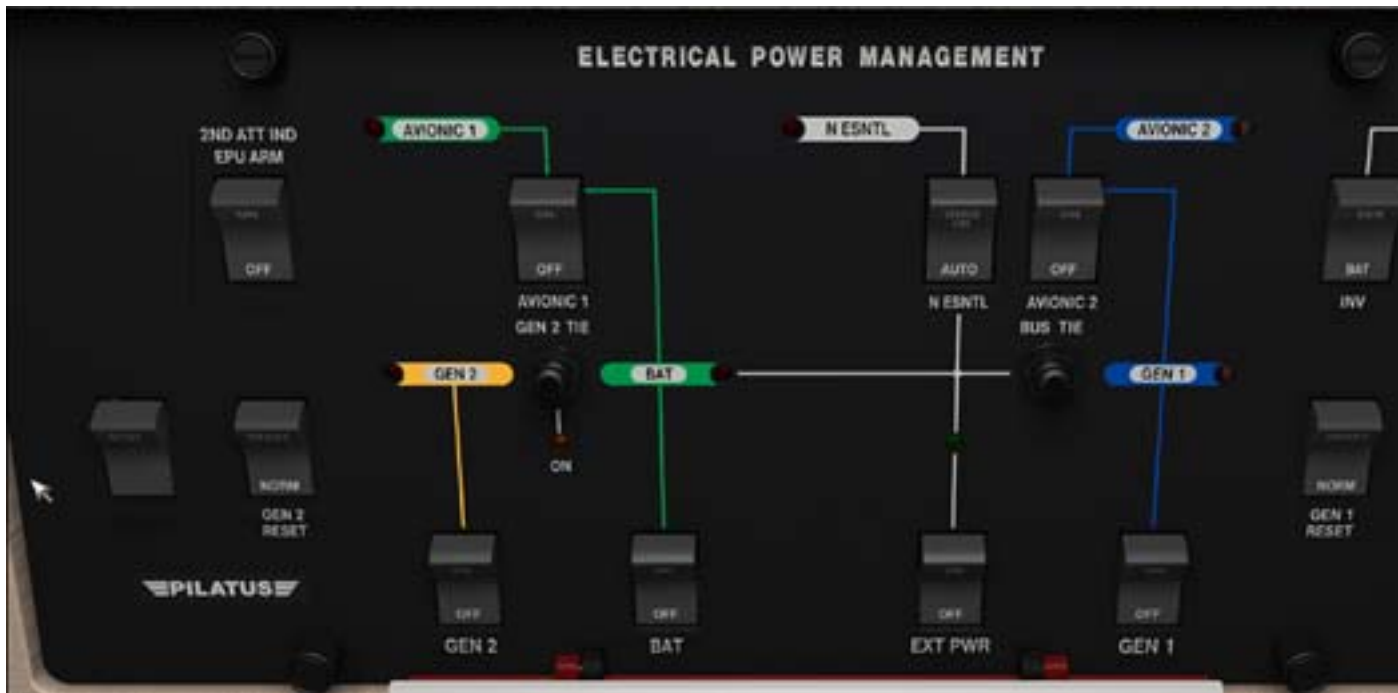 ELECTRICAL POWER MANAGEMENT
2ND ATT IND
EPU ARM
AVIONIC 1
N ESNTL
AVIONIC 2
OFF
OFF
AUTO
OFF
BAT
AVIONIC 1
N ESNTL
AVIONIC 2
INV
GEN 2 TIE
BUS TIE
GEN 2
BAT
GEN 1
ON
NORM
NORM
GEN 2
RESET
GEN 1
RESET
PILATUS
OFF
OFF
OFF
OFF
GEN 2
BAT
EXT PWR
GEN 1